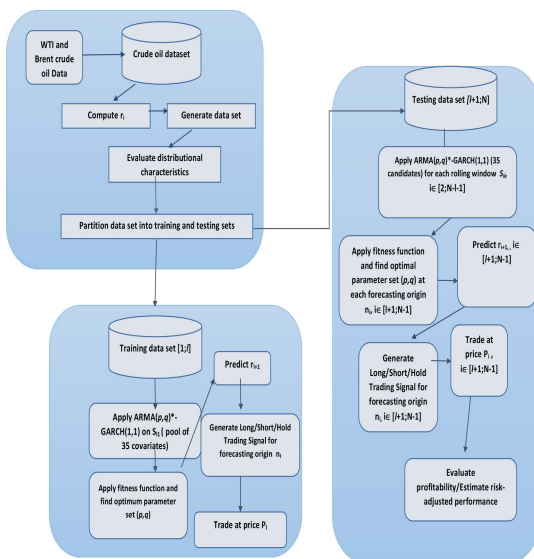 WTI and
Brent crude
oil Data
Crude oil dataset
Compute rᵢ
Generate data set
Evaluate distributional
characteristics
Partition data set into training and testing sets
Training data set [1;l]
Predict rₗ₊₁
Apply ARMA(p,q)*-
GARCH(1,1) on Sₗ₁ ( pool of
35 covariates)
Generate Long/Short/Hold
Trading Signal for
forecasting origin nₗ
Apply fitness function and
find optimum parameter
set (p,q)
Trade at price Pₗ
Testing data set [l+1;N]
Apply ARMA(p,q)*-GARCH(1,1) (35
candidates) for each rolling window Sₗᵢ,
i∈ [2;N-l-1]
Apply fitness function
and find optimal
parameter set (p,q) at
each forecasting origin
nᵢ, i∈ [l+1;N-1]
Predict rᵢ₊₁, , i∈
[l+1;N-1]
Generate
Long/Short/Hold
Trading Signal for
forecasting origin
nᵢ, i∈ [l+1;N-1]
Trade at
price Pᵢ ,
i∈ [l+1;N-1]
Evaluate
profitability/Estimate risk-
adjusted performance